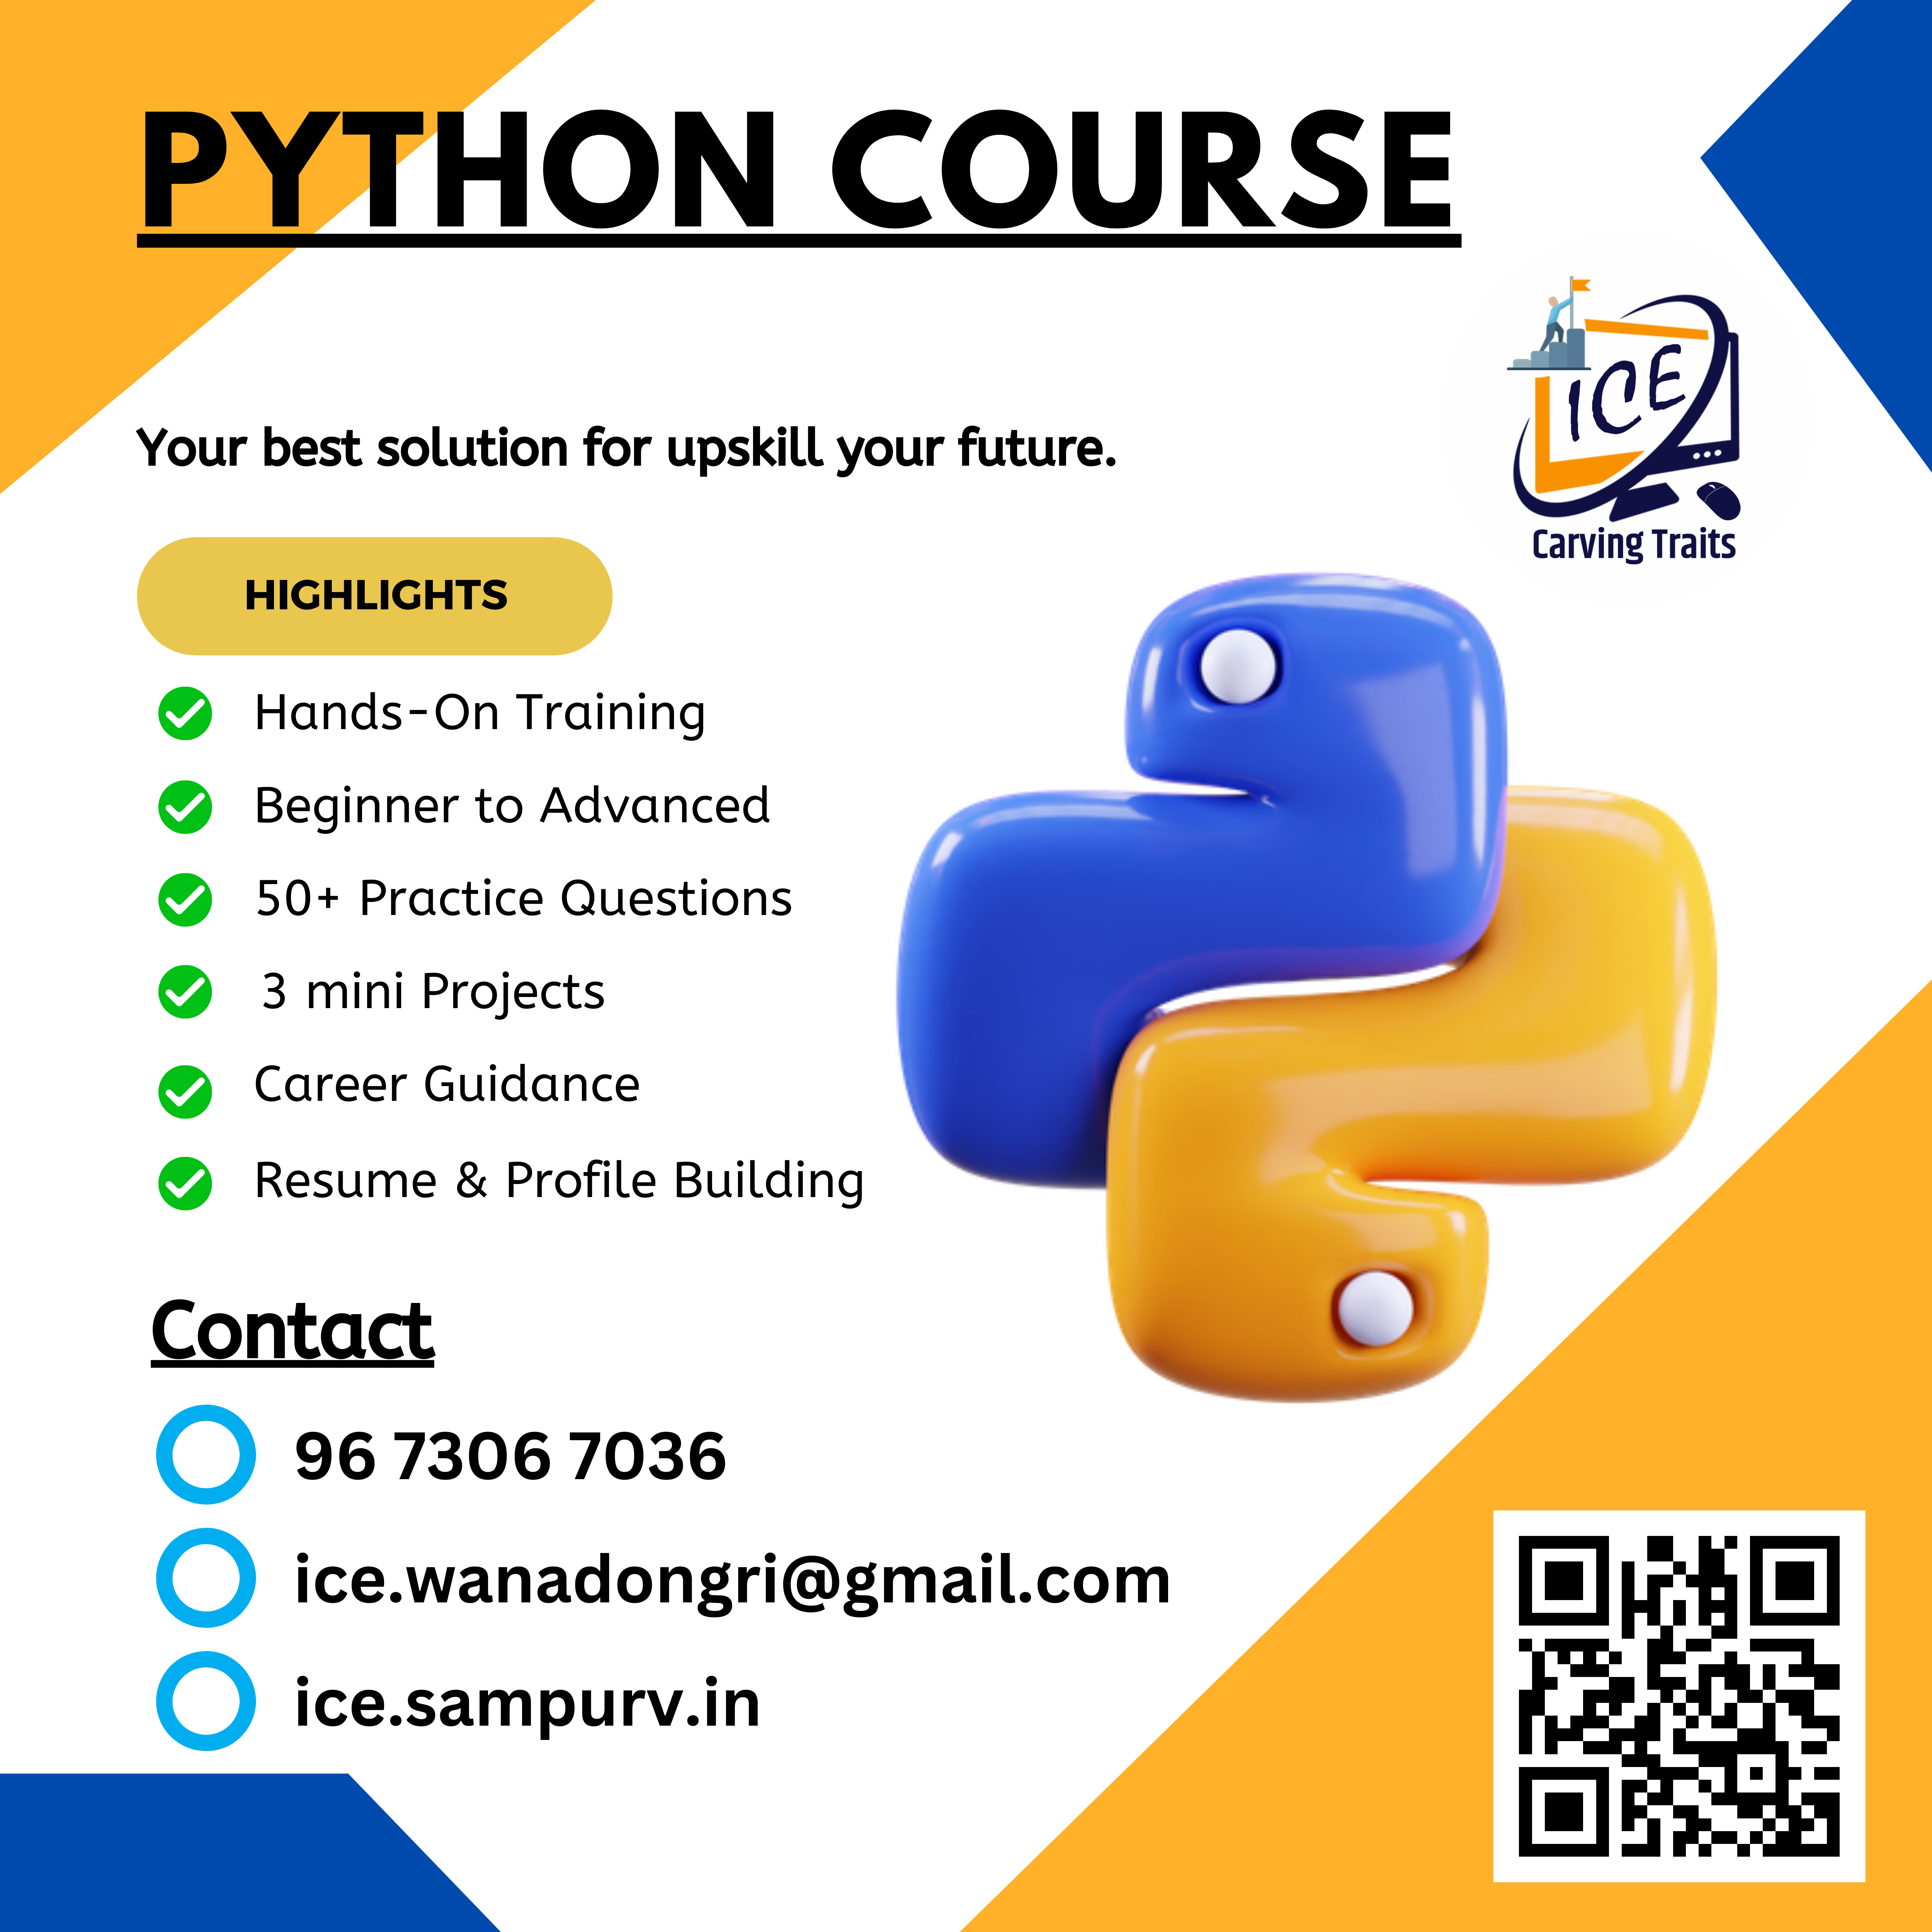 PYTHON COURSE
ICE
Carving Traits
Your best solution for upskill your future.
HIGHLIGHTS
Hands-On Training
Beginner to Advanced
50+ Practice Questions
3 mini Projects
Career Guidance
Resume & Profile Building
Contact
96 7306 7036
ice.wanadongri@gmail.com
ice.sampurv.in